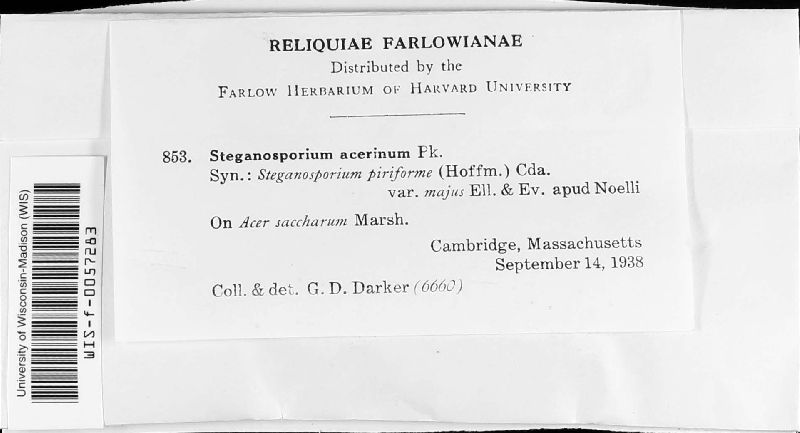 RELIQUIAE FARLOWIANAE
Distributed by the
FARLOW HERBARIUM OF HARVARD UNIVERSITY
853. Steganosporium acerinum Pk.
Syn.: Steganosporium piriforme (Hoffm.) Cda.
var. majus Ell. & Ev. apud Noelli
On Acer saccharum Marsh.
Cambridge, Massachusetts
September 14, 1938
Coll. & det. G. D. Darker (6660)
University of Wisconsin-Madison (WIS)
WIS-f-0057283